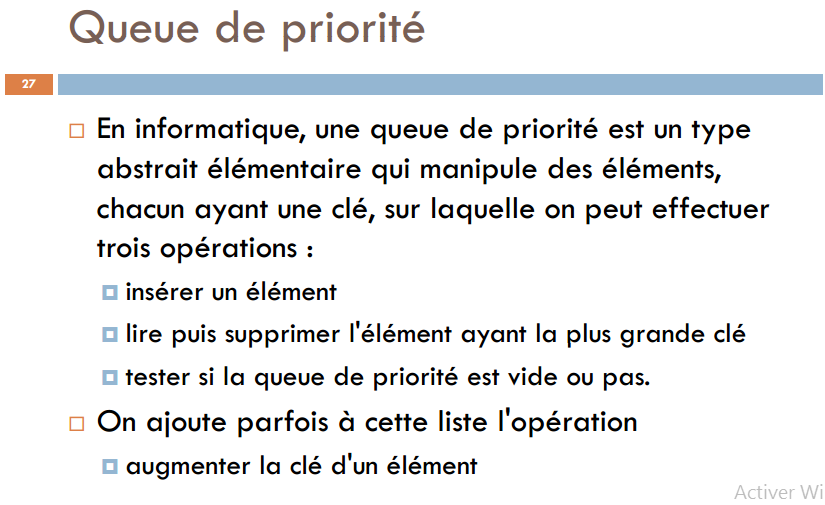 Queue de priorité
27
En informatique, une queue de priorité est un type
abstrait élémentaire qui manipule des éléments,
chacun ayant une clé, sur laquelle on peut effectuer
trois opérations :
insérer un élément
lire puis supprimer l'élément ayant la plus grande clé
tester si la queue de priorité est vide ou pas.
On ajoute parfois à cette liste l'opération
augmenter la clé d'un élément
Activer Wi